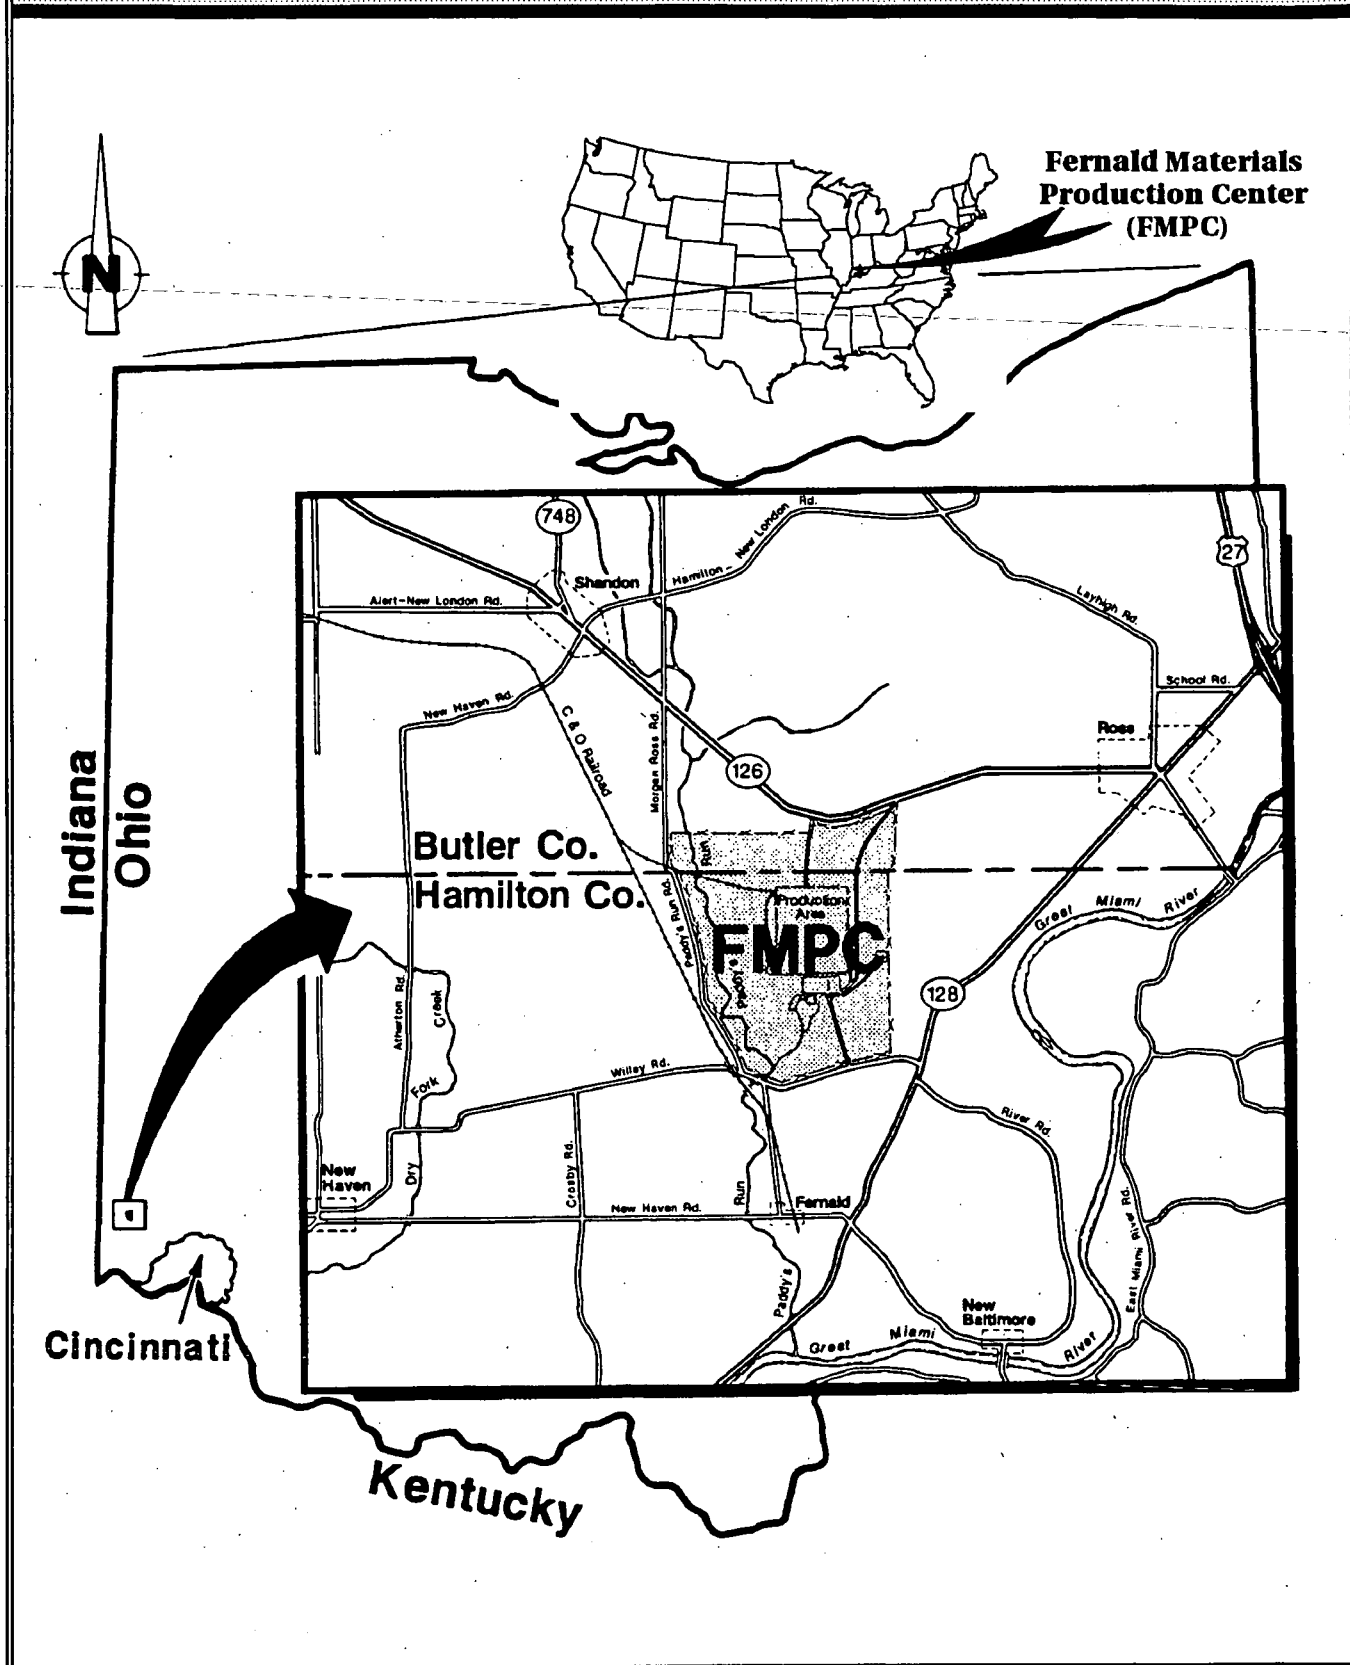 Fernald Materials
Production Center
(FMPC)
N
748
Shandon
Hamilton - New London Rd.
27
Alert-New London Rd.
Layhigh Rd.
School Rd.
New Haven Rd.
C & O Railroad
Morgan Ross Rd.
Ross
126
Indiana
Ohio
Butler Co.
Hamilton Co.
Run
Paddy's Run Rd.
Production
Area
FMPC
Paddy's
Great Miami River
128
Atherton Rd.
Creek
Fork
Dry
Willey Rd.
River Rd.
New
Haven
Crosby Rd.
New Haven Rd.
Run
Fernald
East Miami River Rd.
Paddy's
New
Baltimore
Great Miami River
Cincinnati
Kentucky